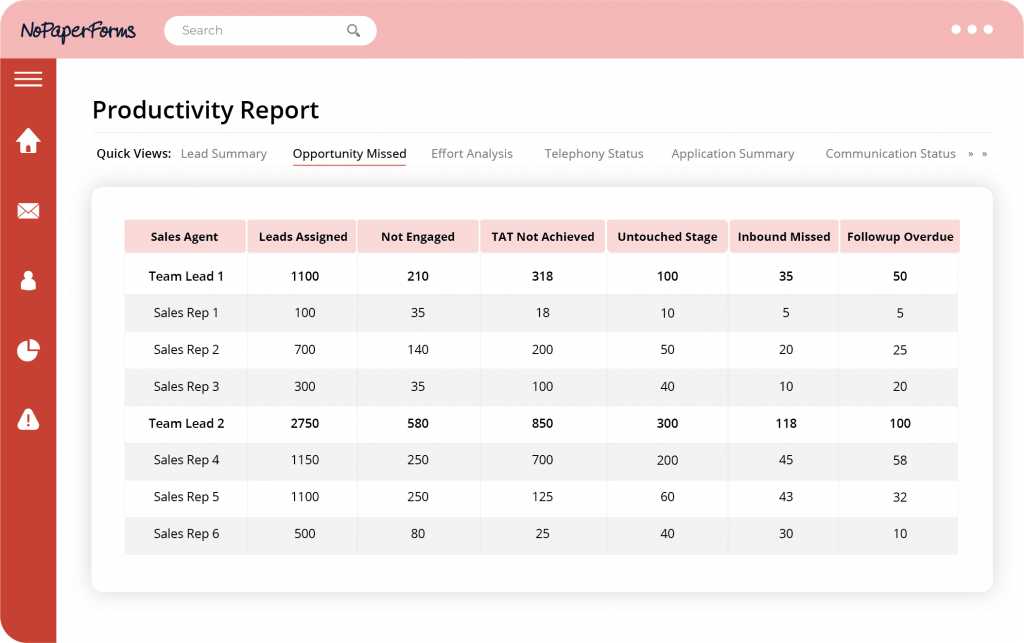 NoPaperForms
Search
Productivity Report
Quick Views: Lead Summary Opportunity Missed Effort Analysis Telephony Status Application Summary Communication Status » »
Sales Agent Leads Assigned Not Engaged TAT Not Achieved Untouched Stage Inbound Missed Followup Overdue
Team Lead 1 1100 210 318 100 35 50
Sales Rep 1 100 35 18 10 5 5
Sales Rep 2 700 140 200 50 20 25
Sales Rep 3 300 35 100 40 10 20
Team Lead 2 2750 580 850 300 118 100
Sales Rep 4 1150 250 700 200 45 58
Sales Rep 5 1100 250 125 60 43 32
Sales Rep 6 500 80 25 40 30 10